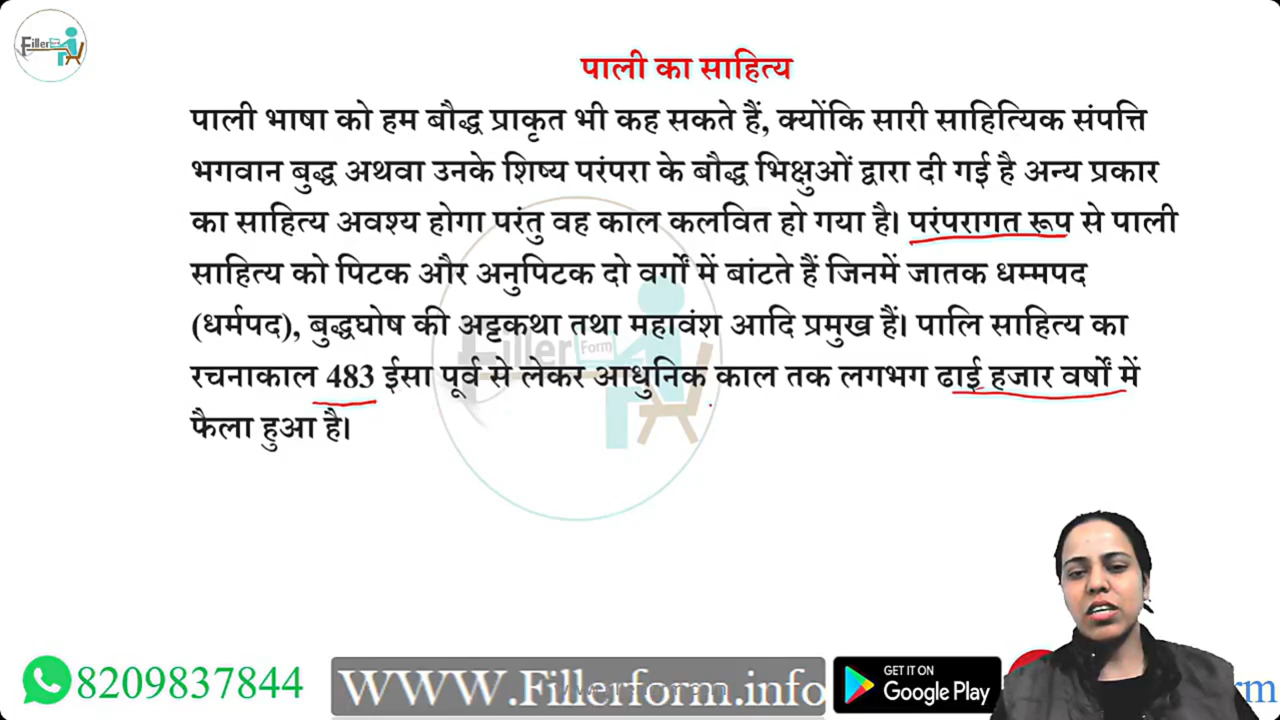 Fillerform
पाली का साहित्य
पाली भाषा को हम बौद्ध प्राकृत भी कह सकते हैं, क्योंकि सारी साहित्यिक संपत्ति
भगवान बुद्ध अथवा उनके शिष्य परंपरा के बौद्ध भिक्षुओं द्वारा दी गई है अन्य प्रकार
का साहित्य अवश्य होगा परंतु वह काल कलवित हो गया है। परंपरागत रूप से पाली
साहित्य को पिटक और अनुपिटक दो वर्गों में बांटते हैं जिनमें जातक धम्मपद
(धर्मपद), बुद्धघोष की अट्टकथा तथा महावंश आदि प्रमुख हैं। पालि साहित्य का
रचनाकाल 483 ईसा पूर्व से लेकर आधुनिक काल तक लगभग ढाई हजार वर्षों में
फैला हुआ है।
Filler Form
8209837844
WWW.Fillerform.info
GET IT ON
Google Play